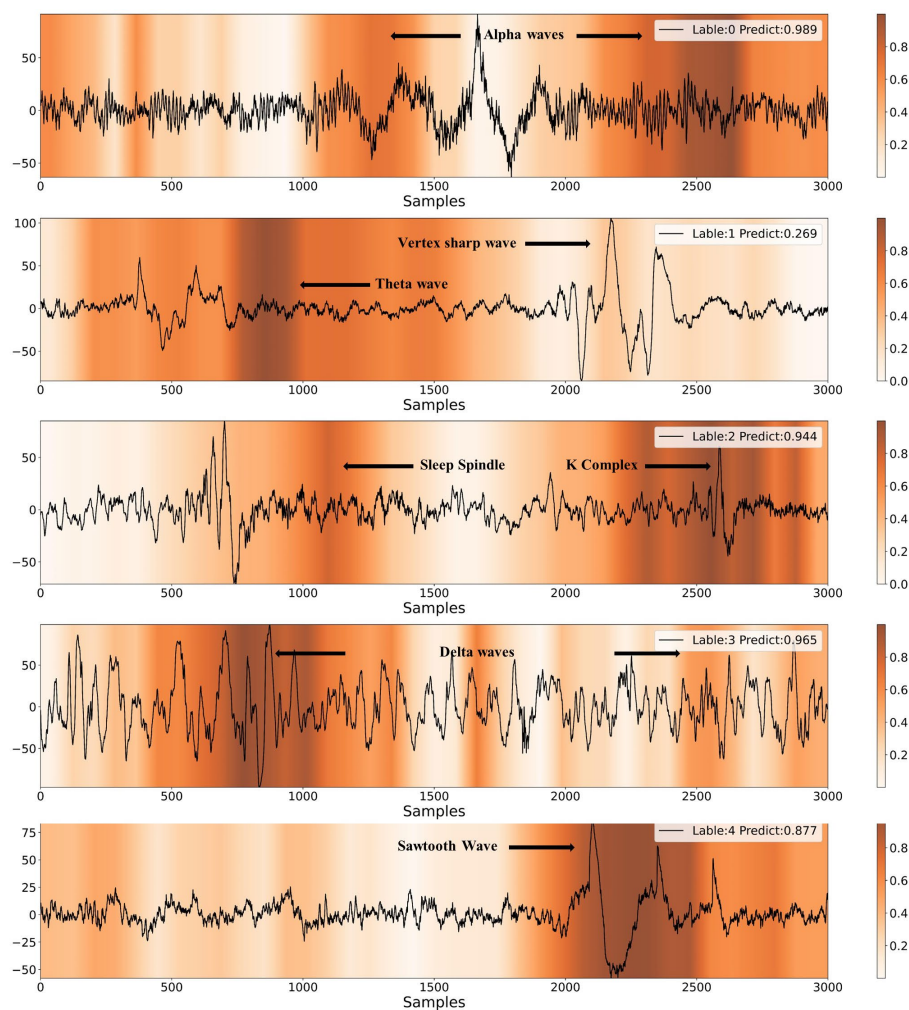 Alpha waves
Lable:0 Predict:0.989
50
0
−50
0 500 1000 1500 2000 2500 3000
Samples
0.8
0.6
0.4
0.2
Vertex sharp wave
Lable:1 Predict:0.269
Theta wave
100
50
0
−50
0 500 1000 1500 2000 2500 3000
Samples
0.8
0.6
0.4
0.2
0.0
Lable:2 Predict:0.944
Sleep Spindle K Complex
50
0
−50
0 500 1000 1500 2000 2500 3000
Samples
0.8
0.6
0.4
0.2
0.0
Lable:3 Predict:0.965
Delta waves
50
0
−50
0 500 1000 1500 2000 2500 3000
Samples
0.8
0.6
0.4
0.2
Lable:4 Predict:0.877
Sawtooth Wave
75
50
25
0
−25
−50
0 500 1000 1500 2000 2500 3000
Samples
0.8
0.6
0.4
0.2